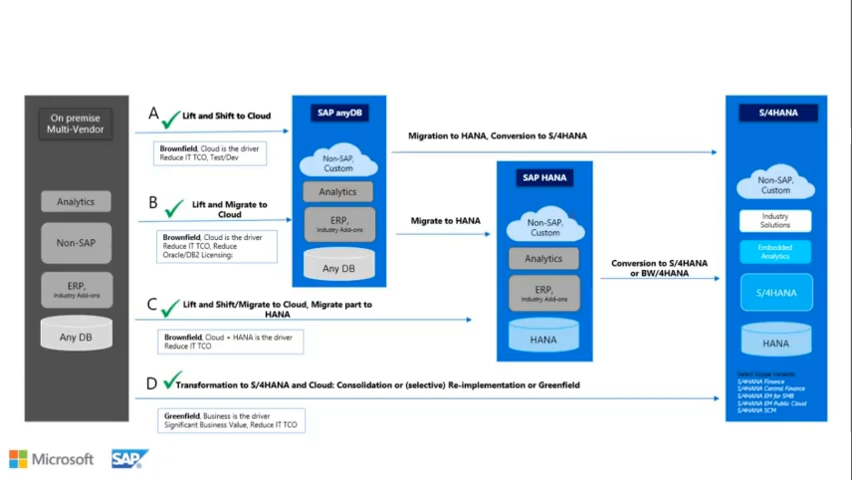 On premise
Multi-Vendor
Analytics
Non-SAP
ERP,
Industry Add-ons
Any DB
A
Lift and Shift to Cloud
Brownfield, Cloud is the driver
Reduce IT TCO, Test/Dev
B
Lift and Migrate to
Cloud
Brownfield, Cloud is the driver
Reduce IT TCO, Reduce
Oracle/DB2 Licensing:
C
Lift and Shift/Migrate to Cloud, Migrate part to
HANA
Brownfield, Cloud + HANA is the driver
Reduce IT TCO
D
Transformation to S/4HANA and Cloud: Consolidation or (selective) Re-implementation or Greenfield
Greenfield, Business is the driver
Significant Business Value, Reduce IT TCO
SAP anyDB
Non-SAP,
Custom
Analytics
ERP,
Industry Add-ons
Any DB
Migration to HANA, Conversion to S/4HANA
Migrate to HANA
SAP HANA
Non-SAP,
Custom
Analytics
ERP,
Industry Add-ons
HANA
Conversion to S/4HANA
or BW/4HANA
S/4HANA
Non-SAP,
Custom
Industry
Solutions
Embedded
Analytics
S/4HANA
HANA
Select Scope Variants:
S/4HANA Finance
S/4HANA Central Finance
S/4HANA EM for SMB
S/4HANA EM Public Cloud
S/4HANA SCM
Microsoft
SAP